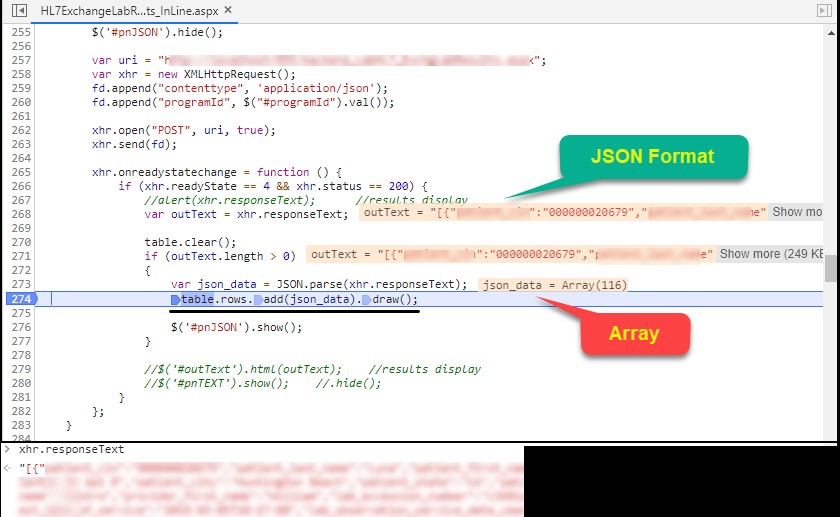 HL7ExchangeLabR...ts_InLine.aspx ×
255 $('#pnJSON').hide();
256
257 var uri = "h";
258 var xhr = new XMLHttpRequest();
259 fd.append("contenttype", 'application/json');
260 fd.append("programId", $("#programId").val());
261
262 xhr.open("POST", uri, true);
263 xhr.send(fd);
264
265 xhr.onreadystatechange = function () {
266 if (xhr.readyState == 4 && xhr.status == 200) {
267 //alert(xhr.responseText); //results display
268 var outText = xhr.responseText; outText = "[{"":"000000020679","" Show mo
269
270 table.clear();
271 if (outText.length > 0) outText = "[{"":"000000020679","" Show more (249 KB
272 {
273 var json_data = JSON.parse(xhr.responseText); json_data = Array(116)
274 table.rows.add(json_data).draw();
275
276 $('#pnJSON').show();
277 }
278
279 //$('#outText').html(outText); //results display
280 //$('#pnTEXT').show(); //.hide();
281 }
282 };
283 }
284
JSON Format
Array
> xhr.responseText
"[{"